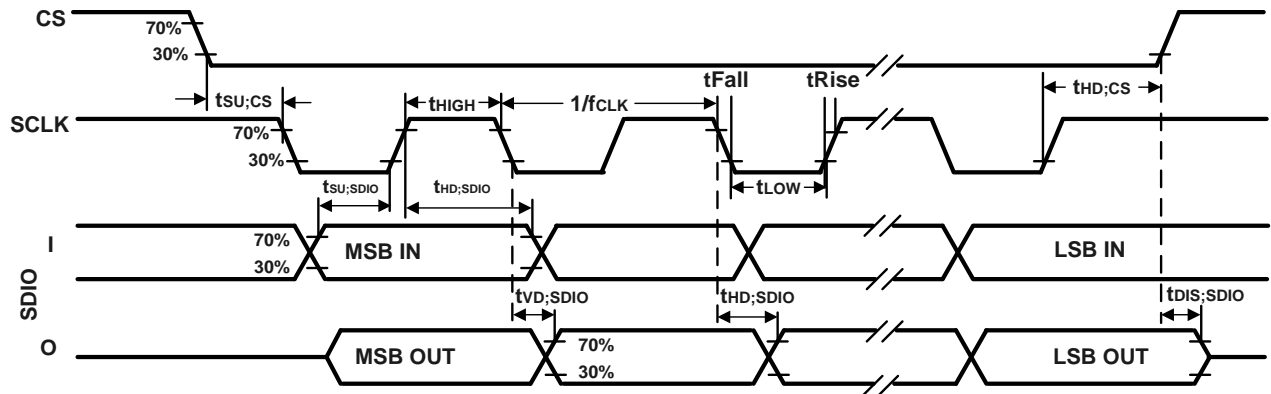 CS
70%
30%
tSU;CS
tHIGH
1/fCLK
tFall
tRise
tHD;CS
SCLK
70%
30%
tSU;SDIO
tHD;SDIO
tLOW
SDIO
I
70%
30%
MSB IN
LSB IN
tVD;SDIO
tHD;SDIO
tDIS;SDIO
O
MSB OUT
70%
30%
LSB OUT